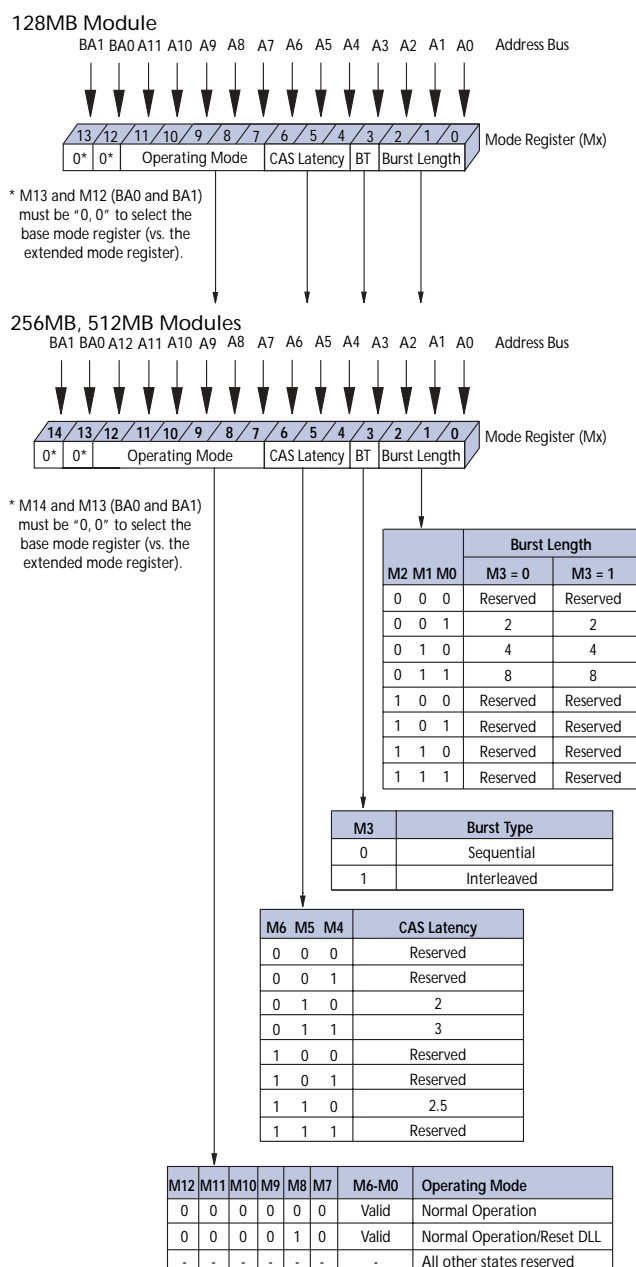 128MB Module
BA1 BA0 A11 A10 A9 A8 A7 A6 A5 A4 A3 A2 A1 A0 Address Bus
13 12 11 10 9 8 7 6 5 4 3 2 1 0 Mode Register (Mx)
0* 0* Operating Mode CAS Latency BT Burst Length
* M13 and M12 (BA0 and BA1)
must be "0, 0" to select the
base mode register (vs. the
extended mode register).
256MB, 512MB Modules
BA1 BA0 A12 A11 A10 A9 A8 A7 A6 A5 A4 A3 A2 A1 A0 Address Bus
14 13 12 11 10 9 8 7 6 5 4 3 2 1 0 Mode Register (Mx)
0* 0* Operating Mode CAS Latency BT Burst Length
* M14 and M13 (BA0 and BA1)
must be "0, 0" to select the
base mode register (vs. the
extended mode register).
Burst Length
M2 M1 M0 M3 = 0 M3 = 1
0 0 0 Reserved Reserved
0 0 1 2 2
0 1 0 4 4
0 1 1 8 8
1 0 0 Reserved Reserved
1 0 1 Reserved Reserved
1 1 0 Reserved Reserved
1 1 1 Reserved Reserved
M3 Burst Type
0 Sequential
1 Interleaved
M6 M5 M4 CAS Latency
0 0 0 Reserved
0 0 1 Reserved
0 1 0 2
0 1 1 3
1 0 0 Reserved
1 0 1 Reserved
1 1 0 2.5
1 1 1 Reserved
M12 M11 M10 M9 M8 M7 M6-M0 Operating Mode
0 0 0 0 0 0 Valid Normal Operation
0 0 0 0 1 0 Valid Normal Operation/Reset DLL
- - - - - - - All other states reserved